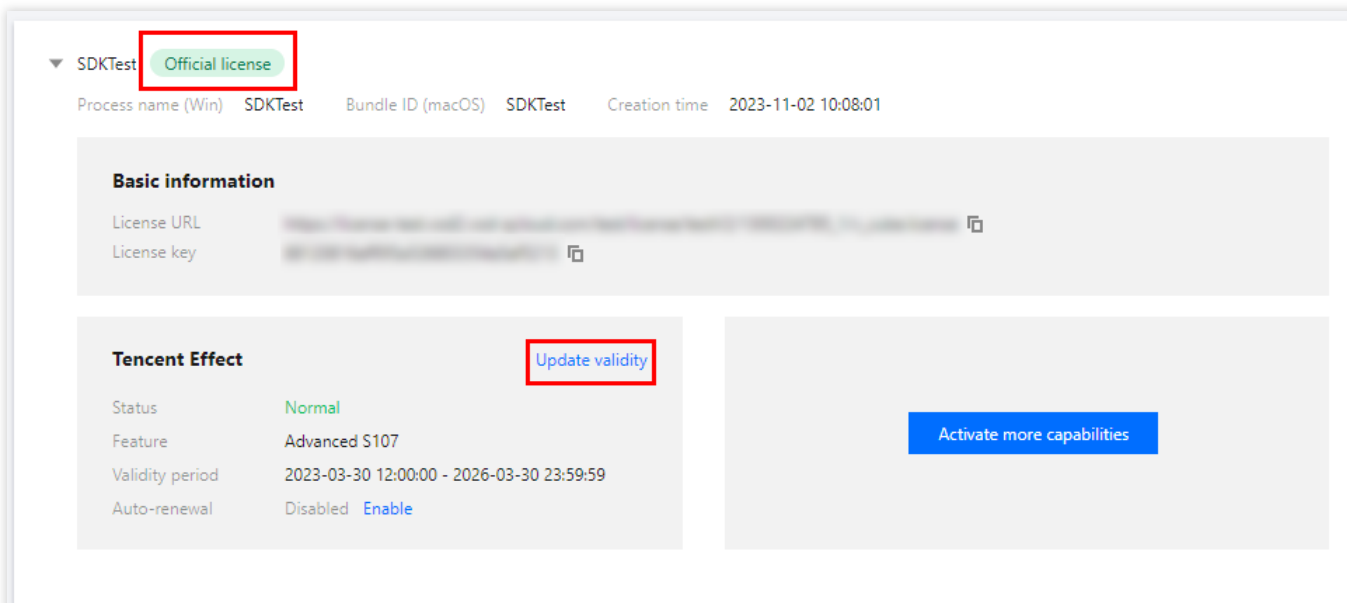 SDKTest Official license
Process name (Win) SDKTest Bundle ID (macOS) SDKTest Creation time 2023-11-02 10:08:01
Basic information
License URL
License key
Tencent Effect Update validity
Status Normal
Feature Advanced S107
Validity period 2023-03-30 12:00:00 - 2026-03-30 23:59:59
Auto-renewal Disabled Enable
Activate more capabilities